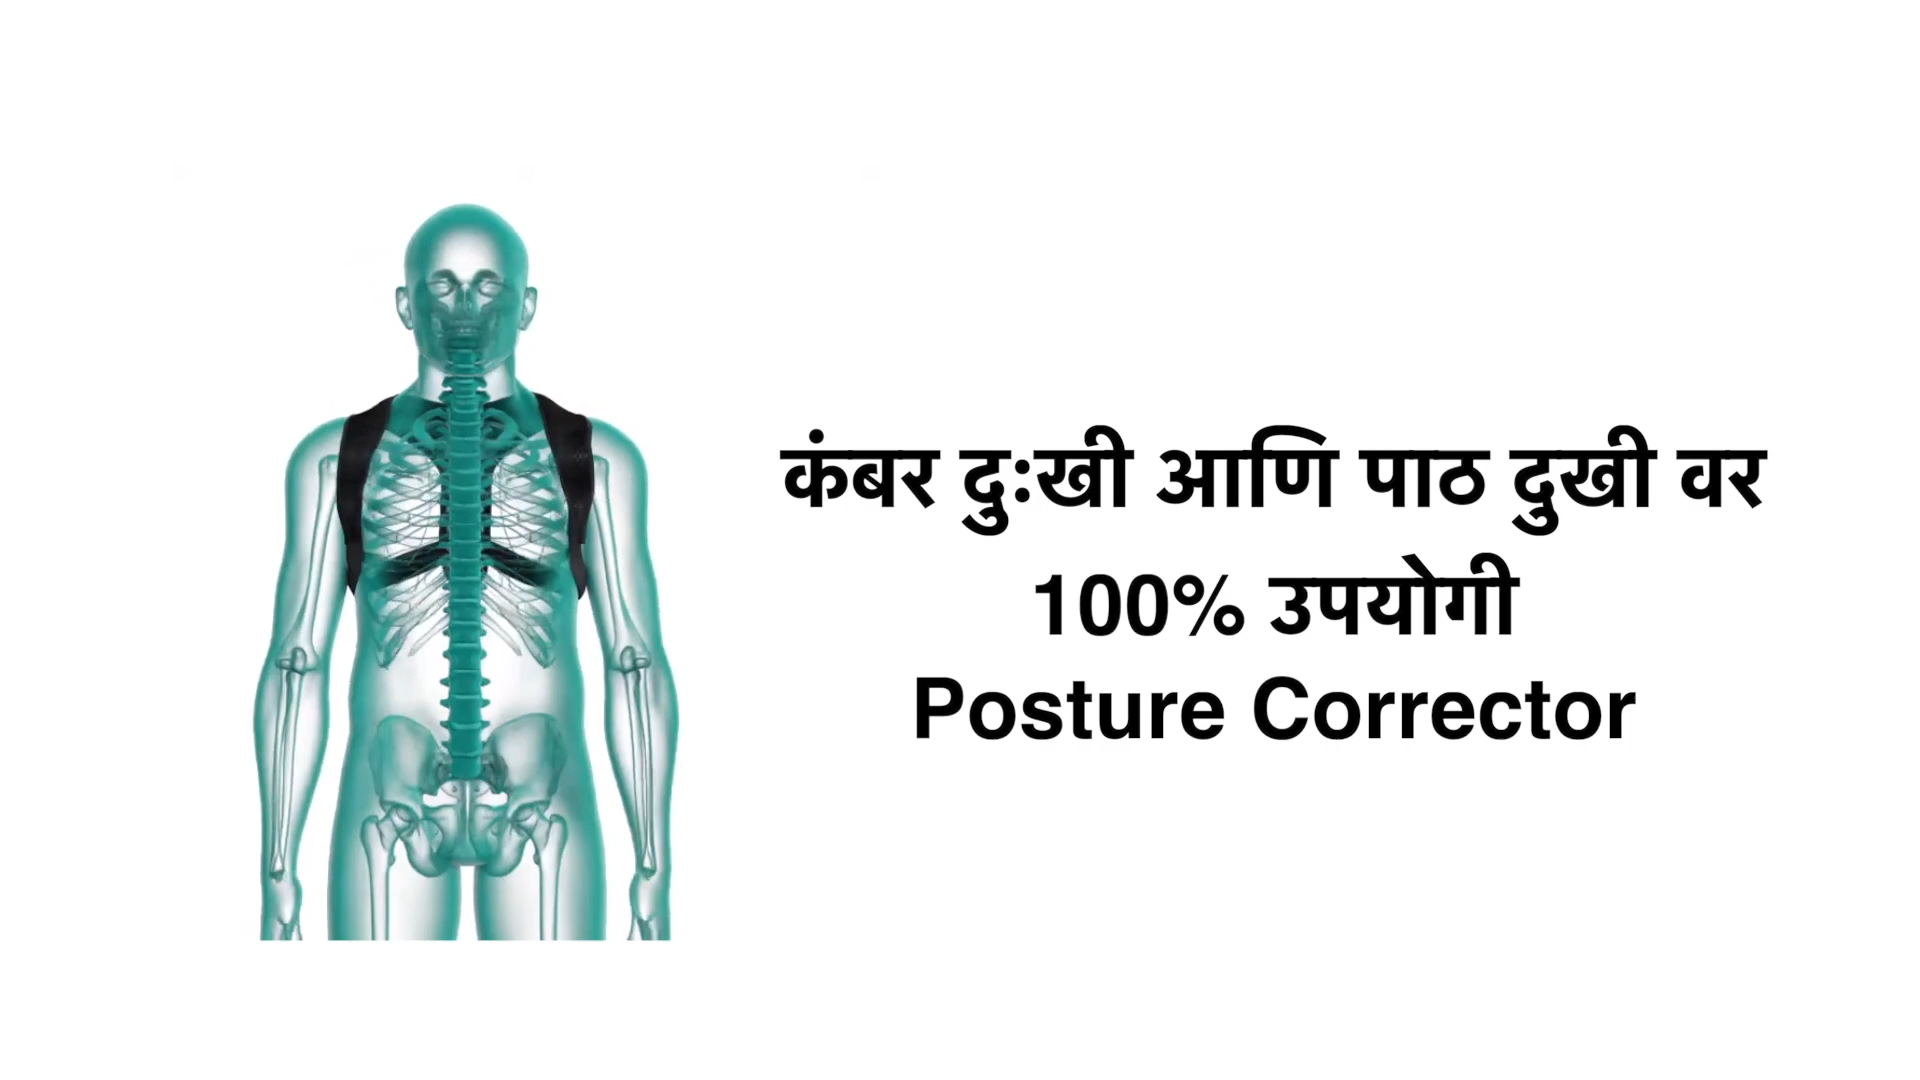 कंबर दुःखी आणि पाठ दुखी वर
100% उपयोगी
Posture Corrector